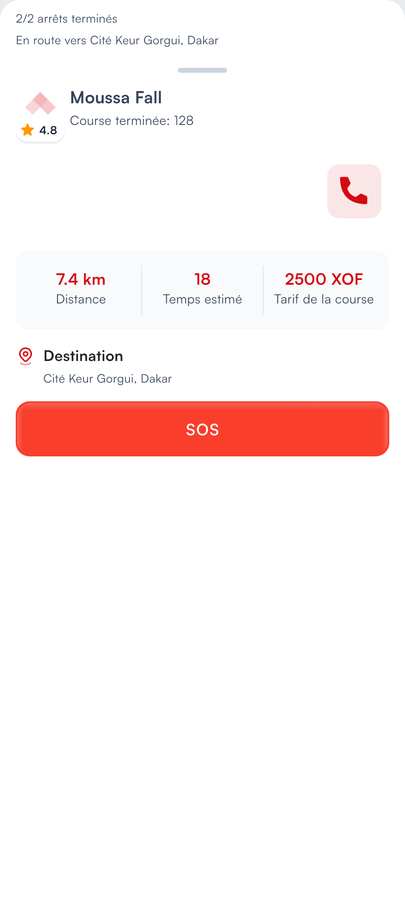 2/2 arrêts terminés
En route vers Cité Keur Gorgui, Dakar
Moussa Fall
4.8
Course terminée: 128
7.4 km
Distance
18
Temps estimé
2500 XOF
Tarif de la course
Destination
Cité Keur Gorgui, Dakar
SOS